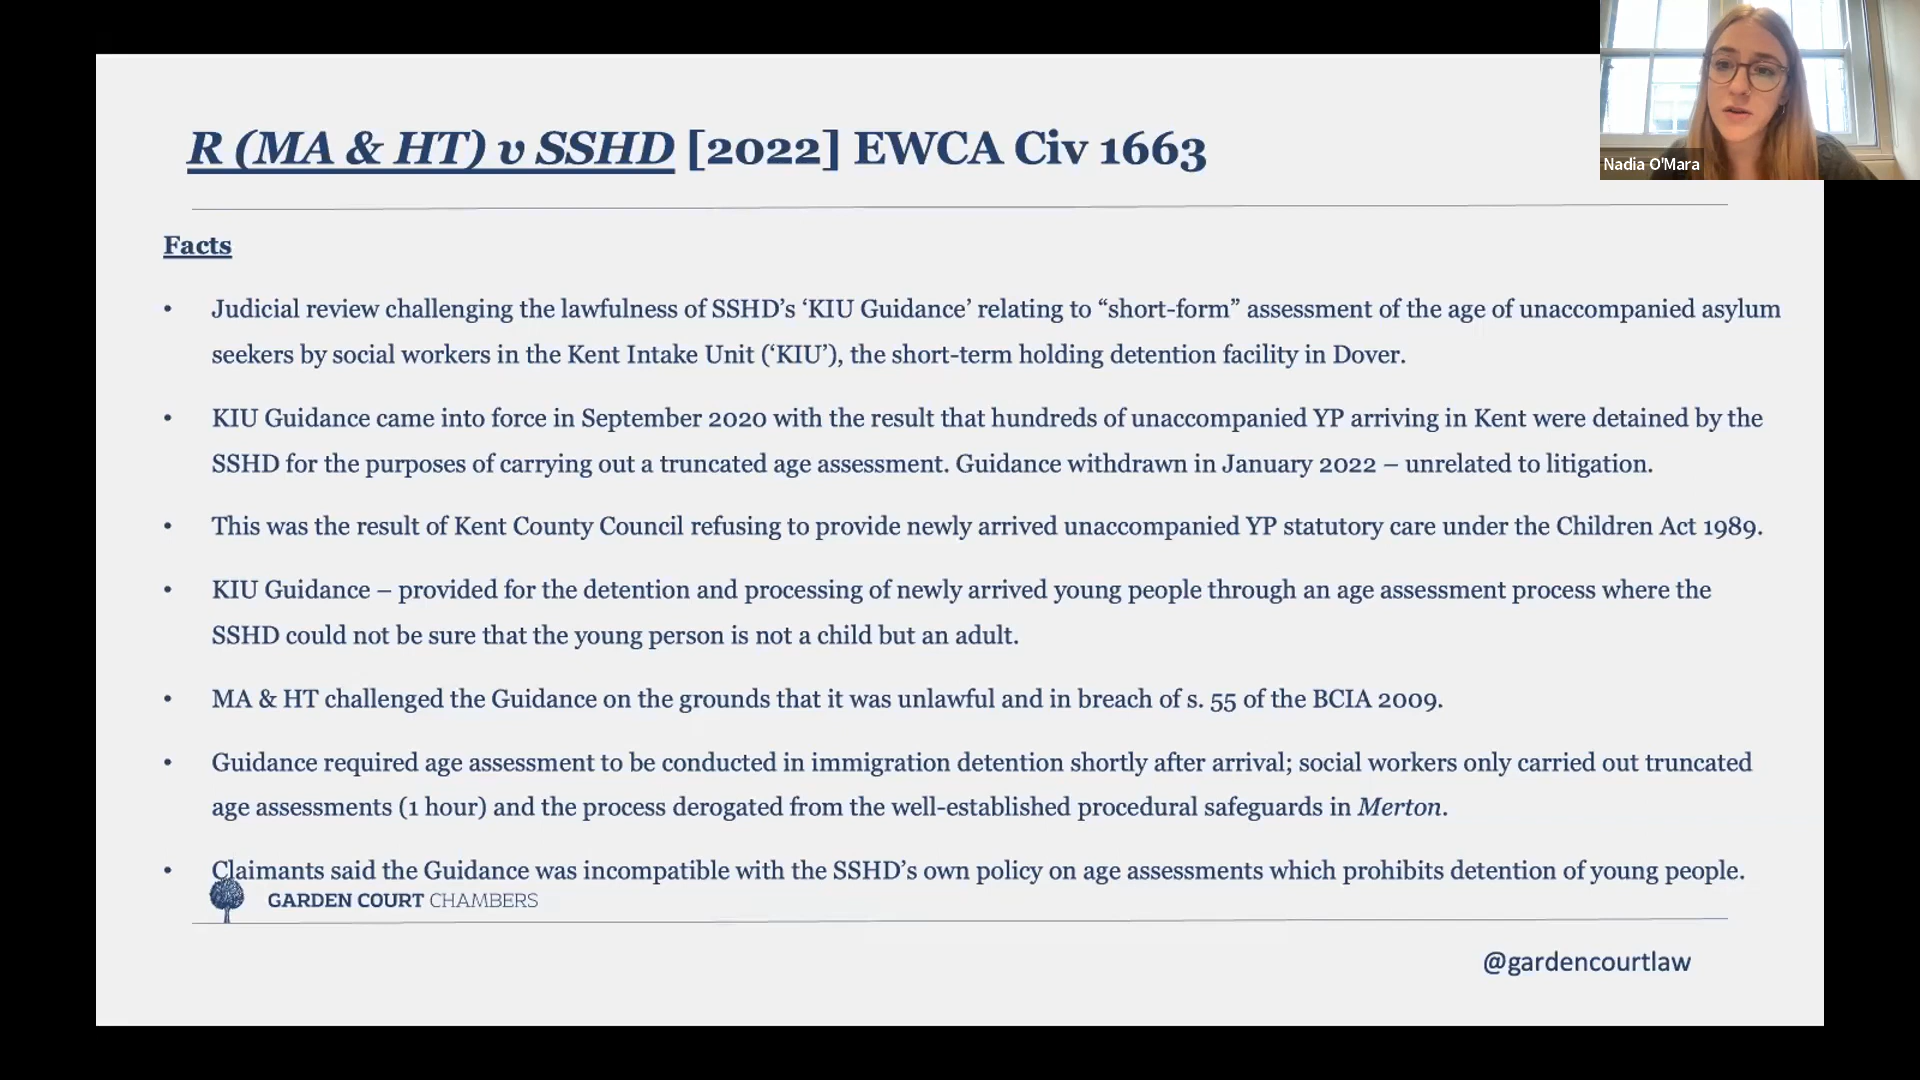 Nadia O'Mara
R (MA & HT) v SSHD [2022] EWCA Civ 1663
Facts
• Judicial review challenging the lawfulness of SSHD’s ‘KIU Guidance’ relating to “short-form” assessment of the age of unaccompanied asylum
seekers by social workers in the Kent Intake Unit (‘KIU’), the short-term holding detention facility in Dover.
• KIU Guidance came into force in September 2020 with the result that hundreds of unaccompanied YP arriving in Kent were detained by the
SSHD for the purposes of carrying out a truncated age assessment. Guidance withdrawn in January 2022 – unrelated to litigation.
• This was the result of Kent County Council refusing to provide newly arrived unaccompanied YP statutory care under the Children Act 1989.
• KIU Guidance – provided for the detention and processing of newly arrived young people through an age assessment process where the
SSHD could not be sure that the young person is not a child but an adult.
• MA & HT challenged the Guidance on the grounds that it was unlawful and in breach of s. 55 of the BCIA 2009.
• Guidance required age assessment to be conducted in immigration detention shortly after arrival; social workers only carried out truncated
age assessments (1 hour) and the process derogated from the well-established procedural safeguards in Merton.
• Claimants said the Guidance was incompatible with the SSHD’s own policy on age assessments which prohibits detention of young people.
GARDEN COURT CHAMBERS
@gardencourtlaw